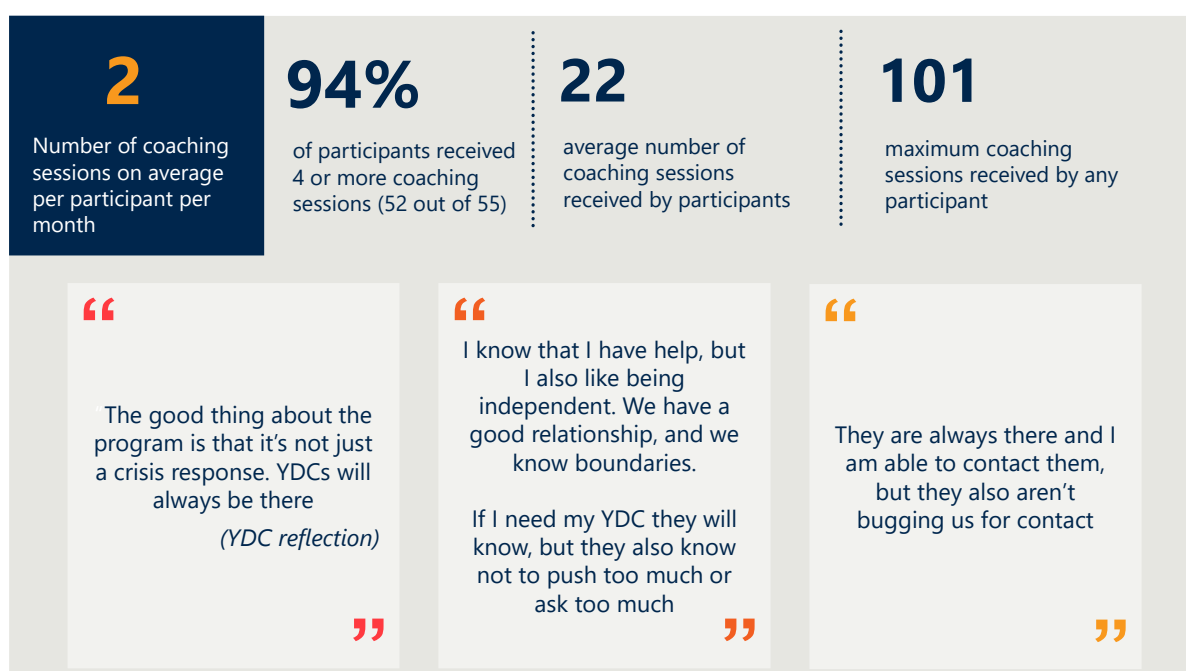 2
Number of coaching
sessions on average
per participant per
month
94%
of participants received
4 or more coaching
sessions (52 out of 55)
22
average number of
coaching sessions
received by participants
101
maximum coaching
sessions received by any
participant
“
The good thing about the
program is that it’s not just
a crisis response. YDCs will
always be there
(YDC reflection)
”
“
I know that I have help, but
I also like being
independent. We have a
good relationship, and we
know boundaries.
If I need my YDC they will
know, but they also know
not to push too much or
ask too much
”
“
They are always there and I
am able to contact them,
but they also aren’t
bugging us for contact
”